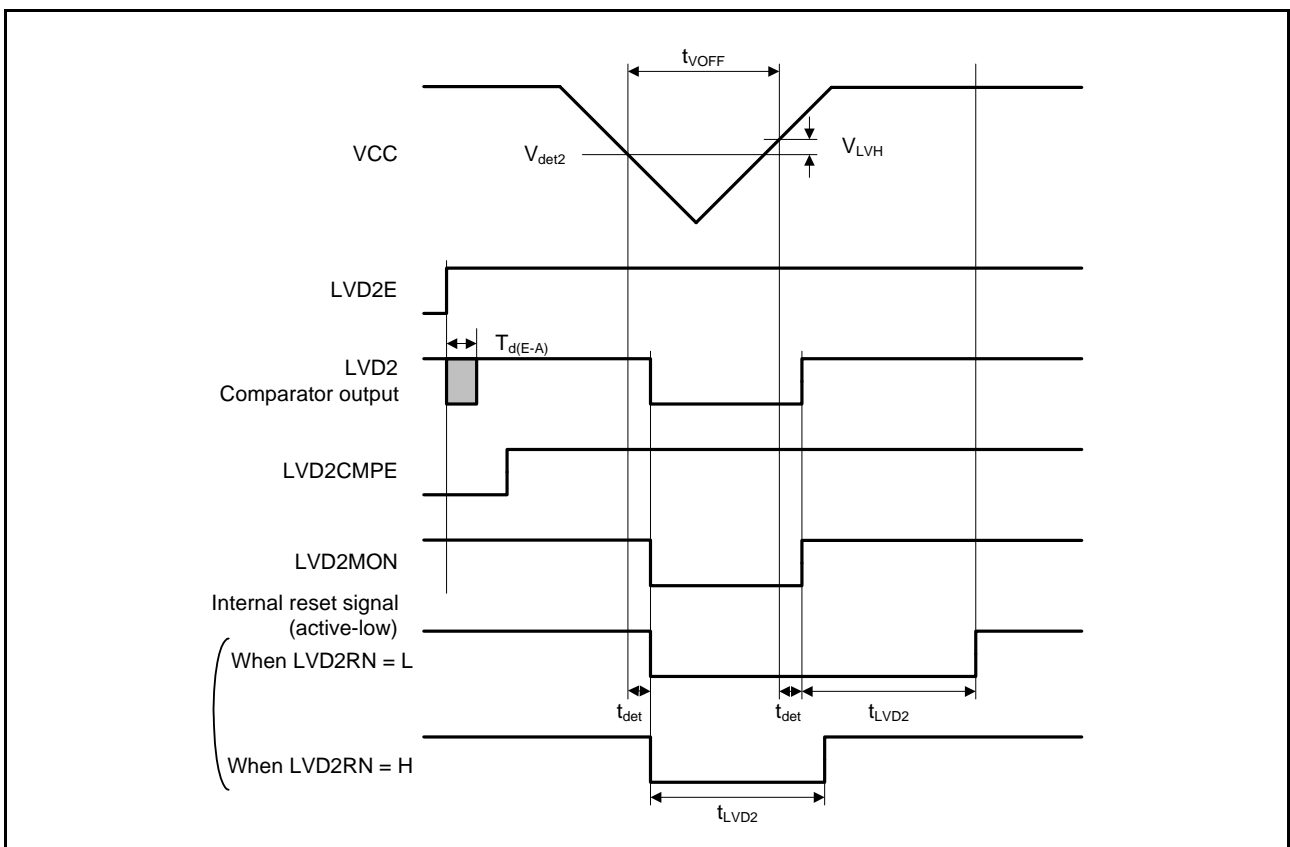 tVOFF
VCC
Vdet2
VLVH
LVD2E
Td(E-A)
LVD2
Comparator output
LVD2CMPE
LVD2MON
Internal reset signal
(active-low)
When LVD2RN = L
tdet
tdet
tLVD2
When LVD2RN = H
tLVD2